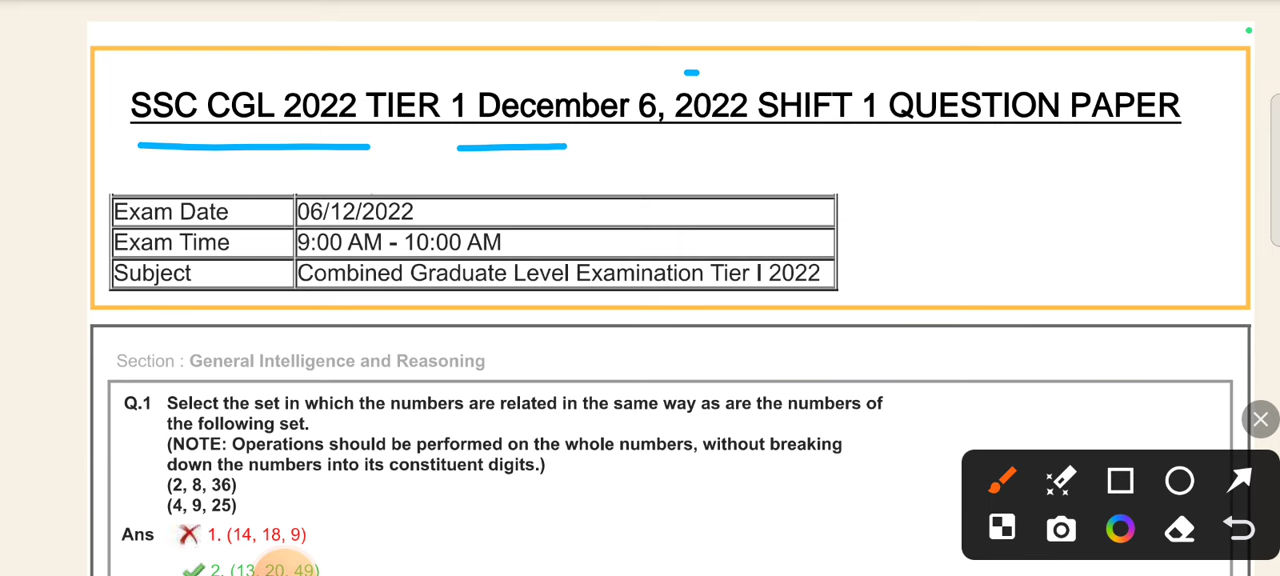 SSC CGL 2022 TIER 1 December 6, 2022 SHIFT 1 QUESTION PAPER
Exam Date 06/12/2022
Exam Time 9:00 AM - 10:00 AM
Subject Combined Graduate Level Examination Tier I 2022
Section : General Intelligence and Reasoning
Q.1 Select the set in which the numbers are related in the same way as are the numbers of
the following set.
(NOTE: Operations should be performed on the whole numbers, without breaking
down the numbers into its constituent digits.)
(2, 8, 36)
(4, 9, 25)
Ans 1. (14, 18, 9)
2. (13, 20, 49)